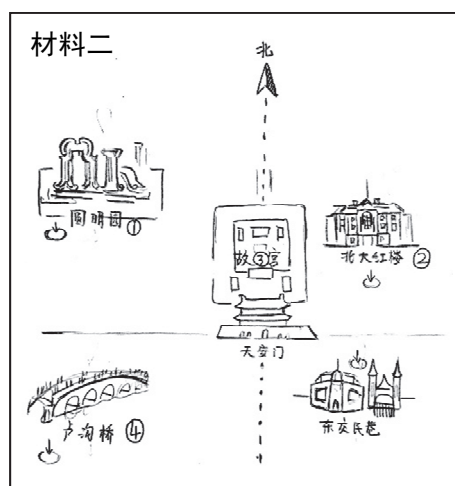 材料二
北
圆明园 ①
故③宫
北大红楼 ②
天安门
卢沟桥 ④
东交民巷